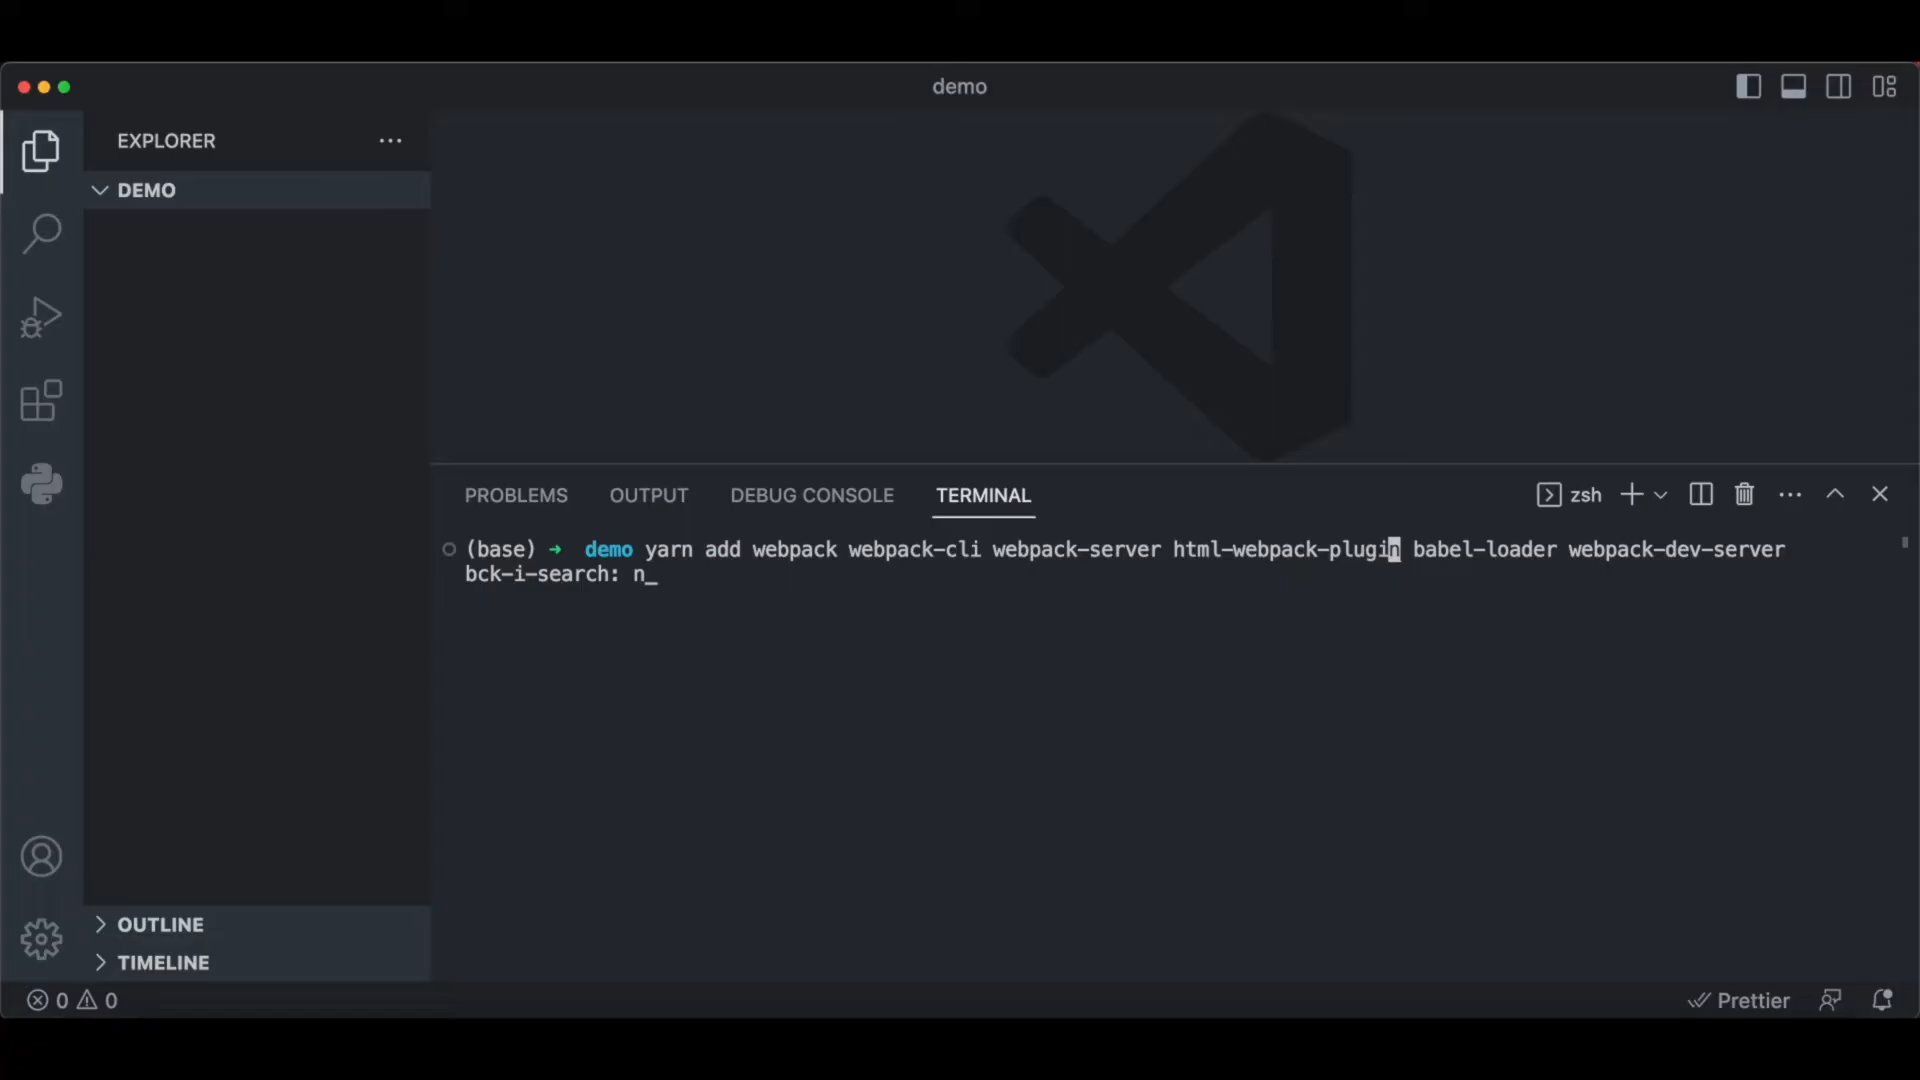 demo
EXPLORER
DEMO
PROBLEMS OUTPUT DEBUG CONSOLE TERMINAL zsh
(base) ➜ demo yarn add webpack webpack-cli webpack-server html-webpack-plugin babel-loader webpack-dev-server
bck-i-search: n_
OUTLINE
TIMELINE
0 0 Prettier